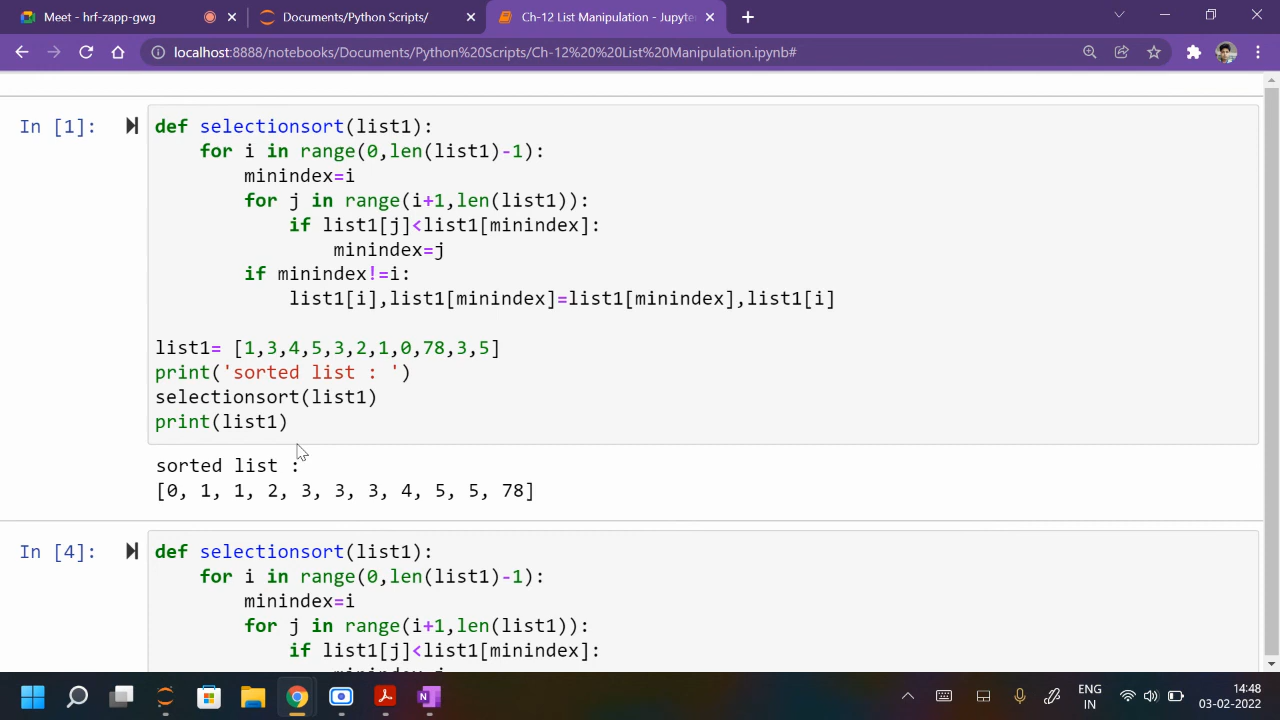 Meet - hrf-zapp-gwg
Documents/Python Scripts/
Ch-12 List Manipulation - Jupyte
localhost:8888/notebooks/Documents/Python%20Scripts/Ch-12%20%20List%20Manipulation.ipynb#
In [1]:
def selectionsort(list1):
    for i in range(0,len(list1)-1):
        minindex=i
        for j in range(i+1,len(list1)):
            if list1[j]<list1[minindex]:
                minindex=j
        if minindex!=i:
            list1[i],list1[minindex]=list1[minindex],list1[i]
list1= [1,3,4,5,3,2,1,0,78,3,5]
print('sorted list : ')
selectionsort(list1)
print(list1)
sorted list :
[0, 1, 1, 2, 3, 3, 3, 4, 5, 5, 78]
In [4]:
def selectionsort(list1):
    for i in range(0,len(list1)-1):
        minindex=i
        for j in range(i+1,len(list1)):
            if list1[j]<list1[minindex]:
ENG
IN
14:48
03-02-2022